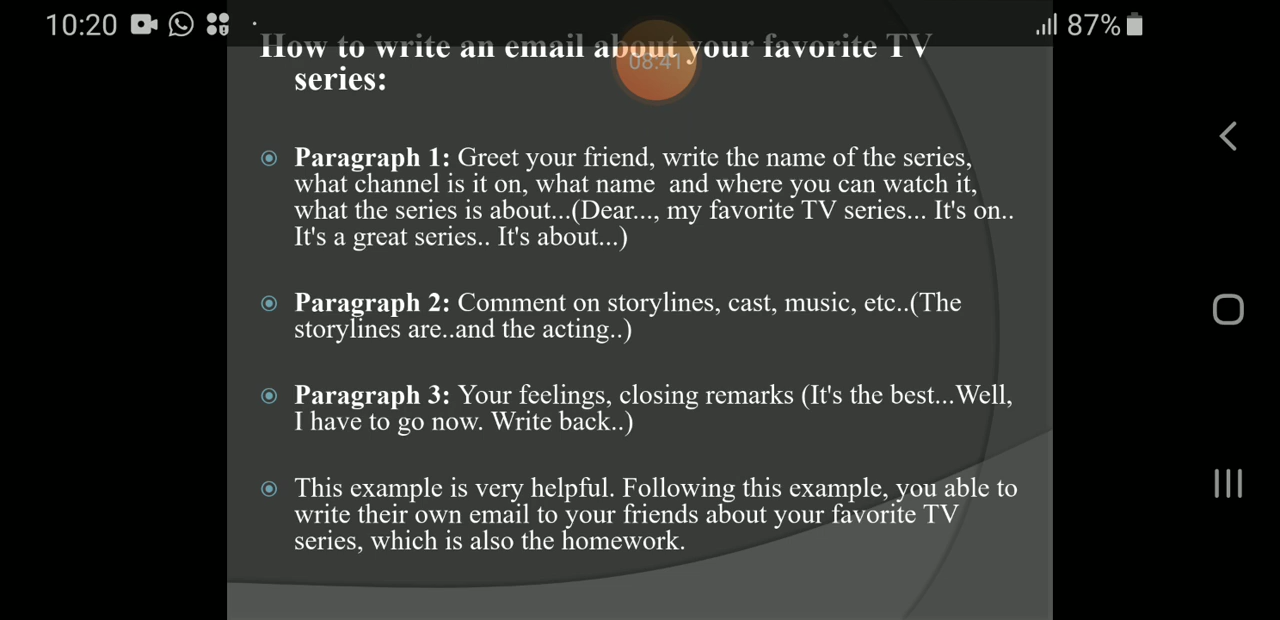 10:20
87%
08:41
How to write an email about your favorite TV
series:
Paragraph 1: Greet your friend, write the name of the series,
what channel is it on, what name and where you can watch it,
what the series is about...(Dear..., my favorite TV series... It's on..
It's a great series.. It's about...)
Paragraph 2: Comment on storylines, cast, music, etc..(The
storylines are..and the acting..)
Paragraph 3: Your feelings, closing remarks (It's the best...Well,
I have to go now. Write back..)
This example is very helpful. Following this example, you able to
write their own email to your friends about your favorite TV
series, which is also the homework.